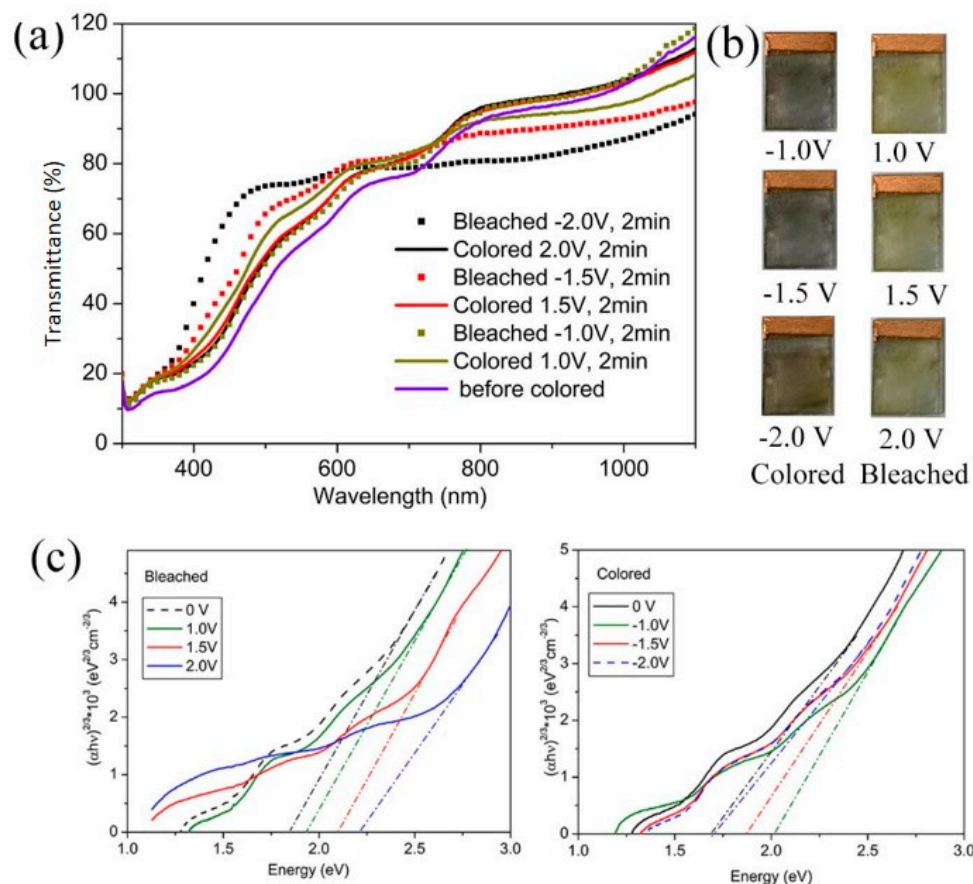 (a)
120
100
80
60
40
20
0
Transmittance (%)
400 600 800 1000
Wavelength (nm)
Bleached -2.0V, 2min
Colored 2.0V, 2min
Bleached -1.5V, 2min
Colored 1.5V, 2min
Bleached -1.0V, 2min
Colored 1.0V, 2min
before colored
(b)
-1.0V 1.0 V
-1.5 V 1.5 V
-2.0 V 2.0 V
Colored Bleached
(c)
Bleached
0 V
1.0V
1.5V
2.0V
4
3
2
1
0
(αhν)^2/3*10^3 (eV^2/3cm^-2/3)
1.0 1.5 2.0 2.5 3.0
Energy (eV)
Colored
0 V
-1.0V
-1.5V
-2.0V
5
4
3
2
1
0
(αhν)^2/3*10^3 (eV^2/3cm^-2/3)
1.0 1.5 2.0 2.5 3.0
Energy (eV)